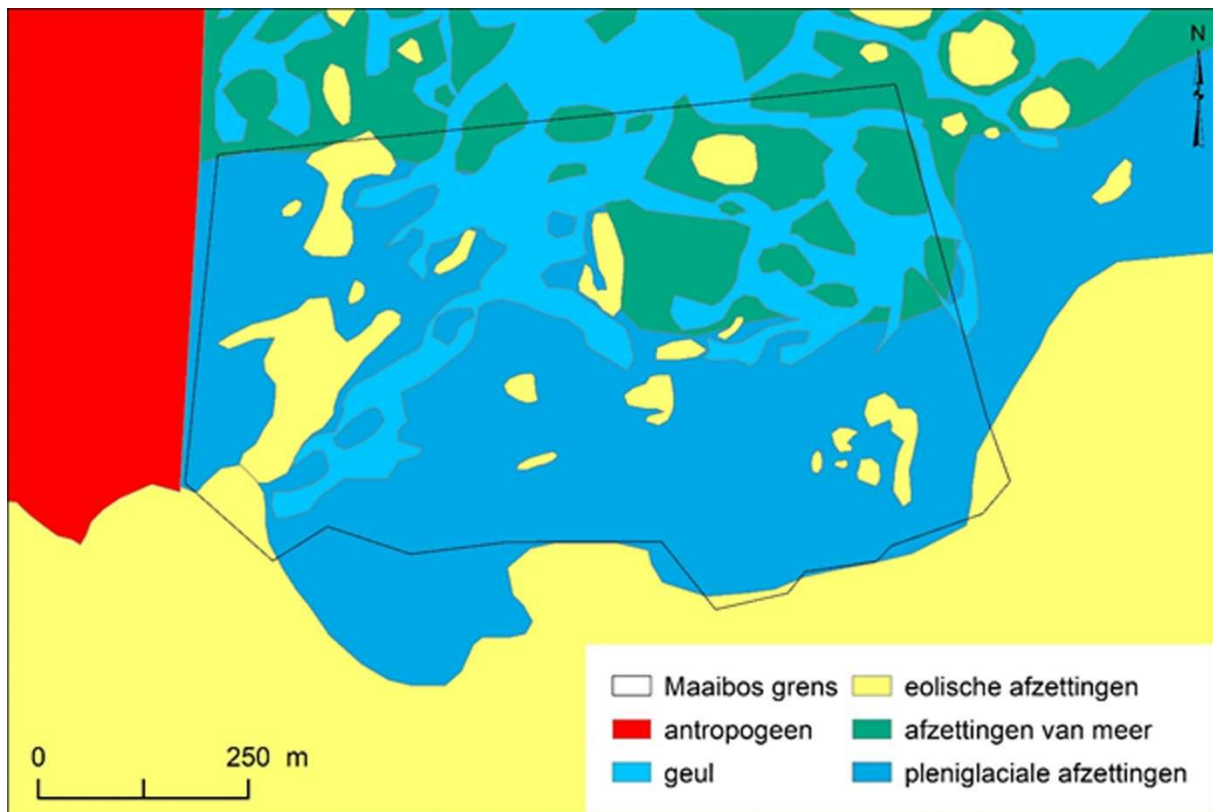 N
Maaibos grens
antropogeen
geul
eolische afzettingen
afzettingen van meer
pleniglaciale afzettingen
0 250 m